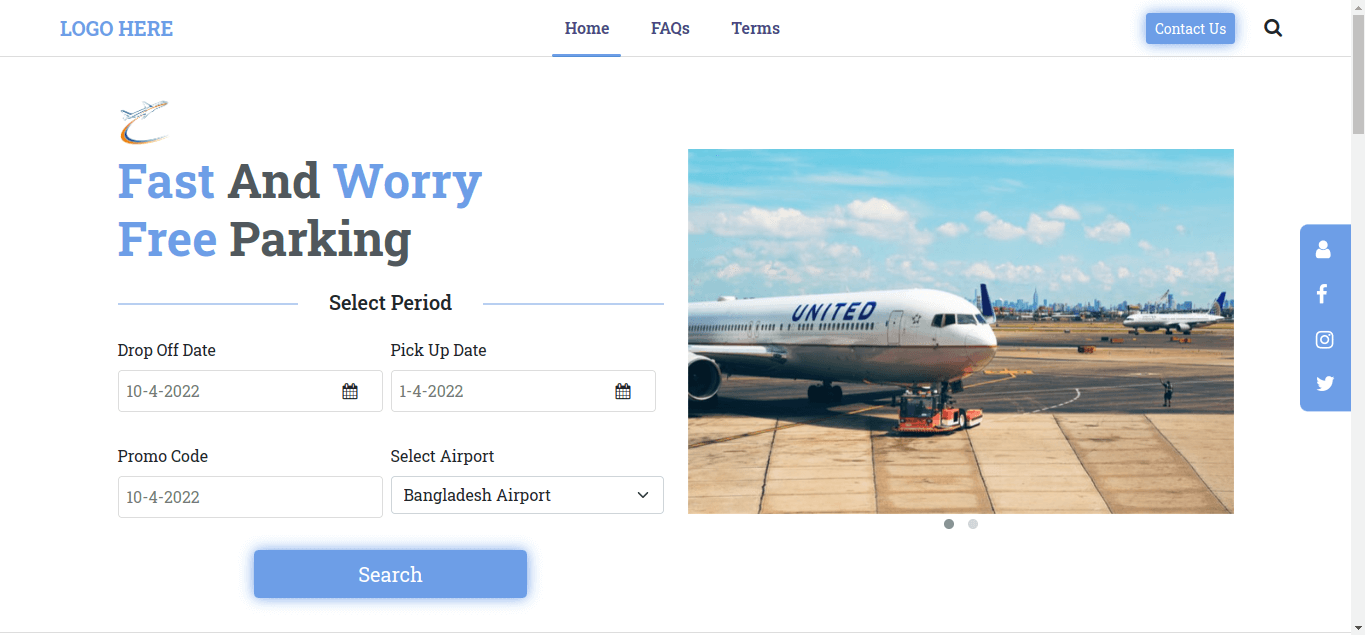 LOGO HERE
Home FAQs Terms
Contact Us
Fast And Worry
Free Parking
Select Period
Drop Off Date Pick Up Date
10-4-2022 1-4-2022
Promo Code Select Airport
10-4-2022 Bangladesh Airport
Search
UNITED